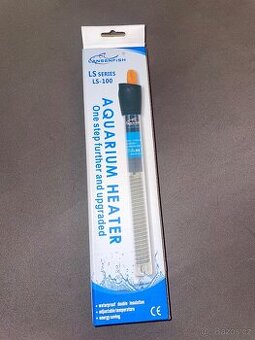 LS SERIES
LS-100
AQUARIUM HEATER
One step further and upgraded
waterproof double insulation
adjustable temperature
energy saving
CE